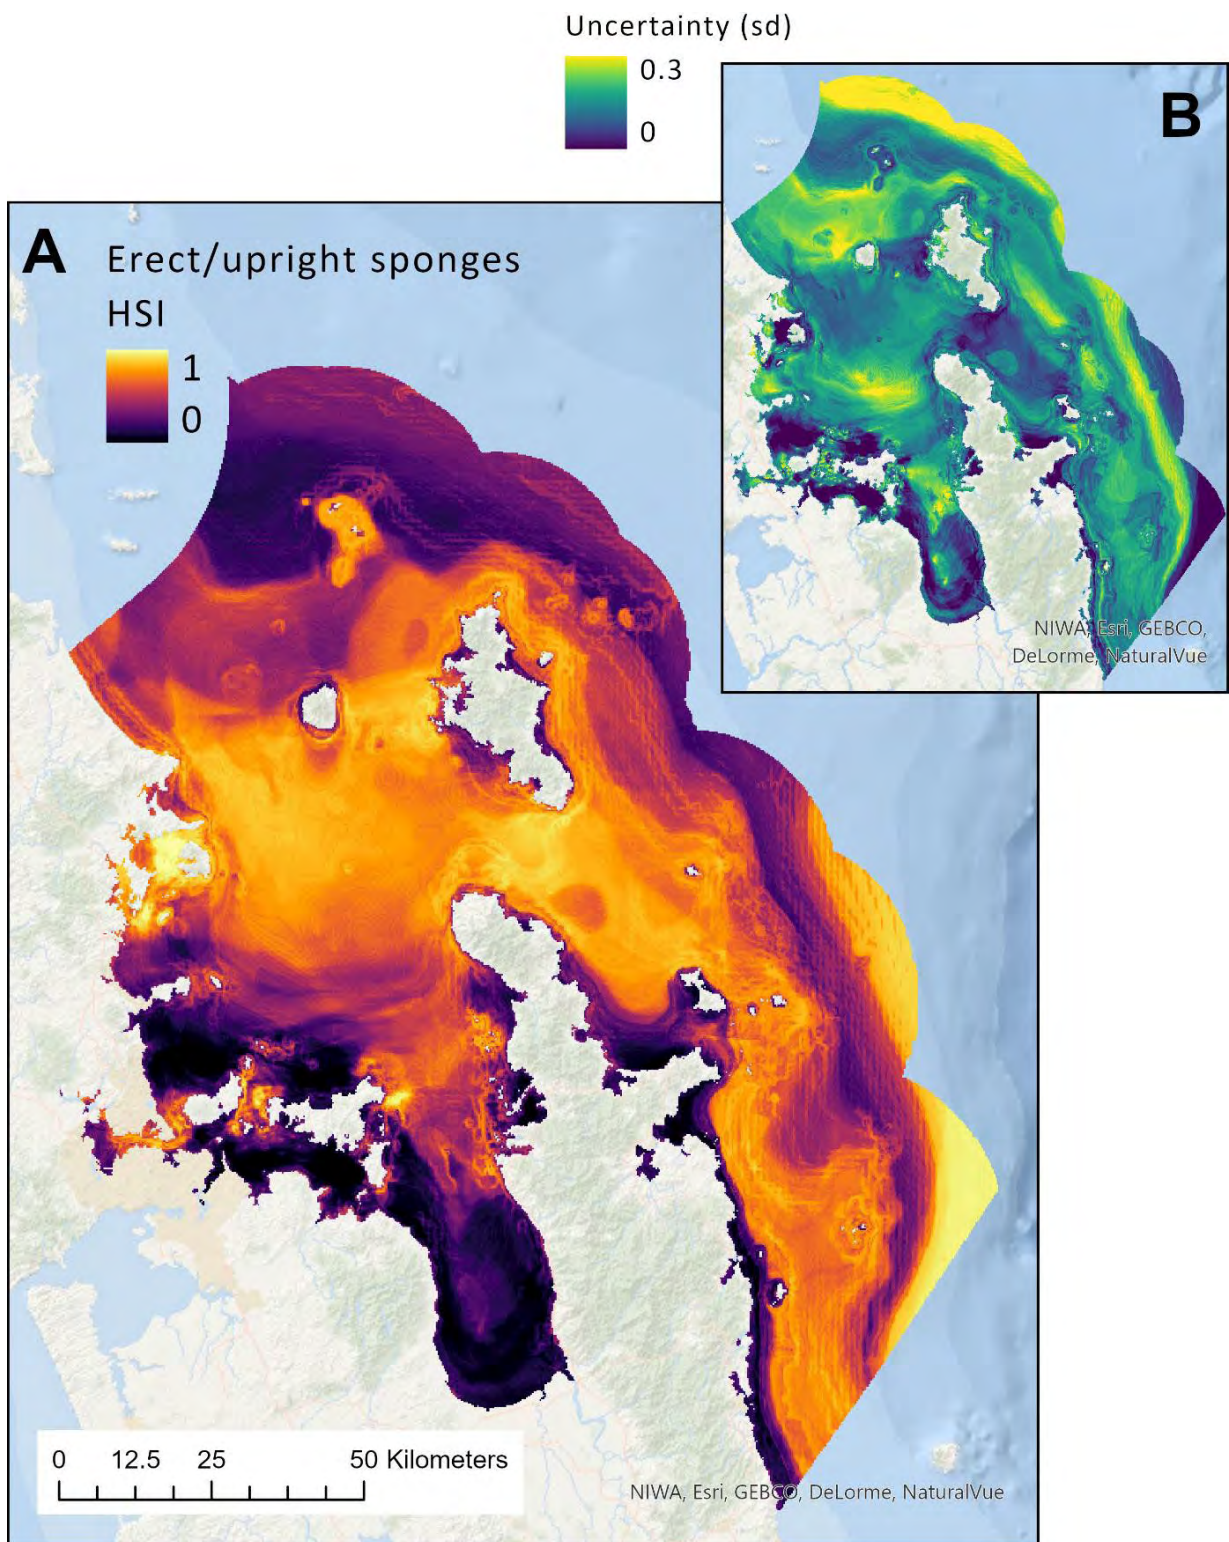 Uncertainty (sd)
0.3
0
B
NIWA, Esri, GEBCO,
DeLorme, NaturalVue
A
Erect/upright sponges
HSI
1
0
0 12.5 25 50 Kilometers
NIWA, Esri, GEBCO, DeLorme, NaturalVue